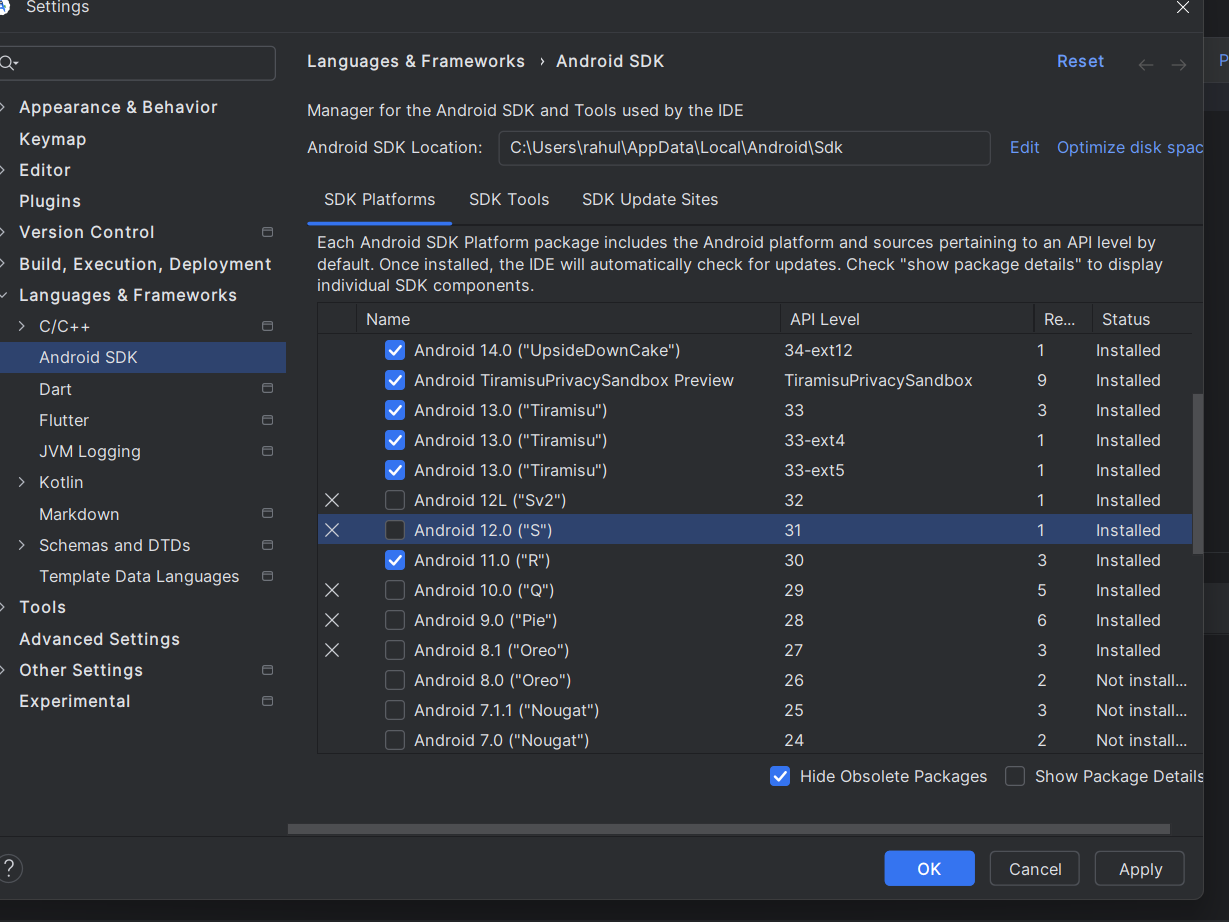 Settings
Languages & Frameworks › Android SDK
Reset
Appearance & Behavior
Keymap
Editor
Plugins
Version Control
Build, Execution, Deployment
Languages & Frameworks
C/C++
Android SDK
Dart
Flutter
JVM Logging
Kotlin
Markdown
Schemas and DTDs
Template Data Languages
Tools
Advanced Settings
Other Settings
Experimental
Manager for the Android SDK and Tools used by the IDE
Android SDK Location: C:\Users\rahul\AppData\Local\Android\Sdk Edit Optimize disk spac
SDK Platforms SDK Tools SDK Update Sites
Each Android SDK Platform package includes the Android platform and sources pertaining to an API level by
default. Once installed, the IDE will automatically check for updates. Check "show package details" to display
individual SDK components.
Name API Level Re... Status
Android 14.0 ("UpsideDownCake") 34-ext12 1 Installed
Android TiramisuPrivacySandbox Preview TiramisuPrivacySandbox 9 Installed
Android 13.0 ("Tiramisu") 33 3 Installed
Android 13.0 ("Tiramisu") 33-ext4 1 Installed
Android 13.0 ("Tiramisu") 33-ext5 1 Installed
Android 12L ("Sv2") 32 1 Installed
Android 12.0 ("S") 31 1 Installed
Android 11.0 ("R") 30 3 Installed
Android 10.0 ("Q") 29 5 Installed
Android 9.0 ("Pie") 28 6 Installed
Android 8.1 ("Oreo") 27 3 Installed
Android 8.0 ("Oreo") 26 2 Not install...
Android 7.1.1 ("Nougat") 25 3 Not install...
Android 7.0 ("Nougat") 24 2 Not install...
Hide Obsolete Packages Show Package Details
?
OK Cancel Apply
P